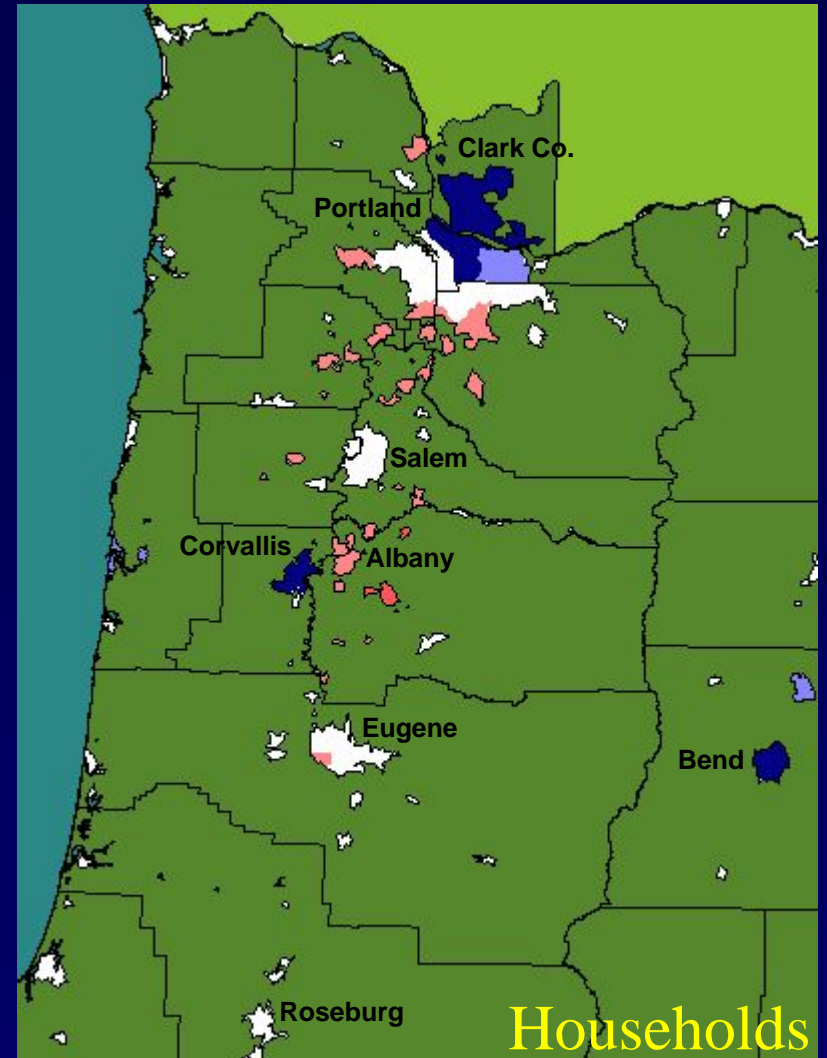 Clark Co.
Portland
Salem
Corvallis
Albany
Eugene
Bend
Roseburg
Households